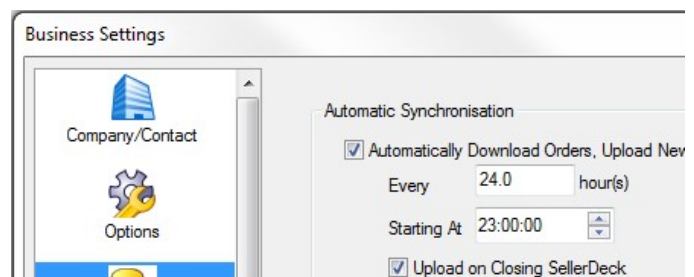 Business Settings
Company/Contact
Options
Automatic Synchronisation
Automatically Download Orders, Upload New
Every 24.0 hour(s)
Starting At 23:00:00
Upload on Closing SellerDeck